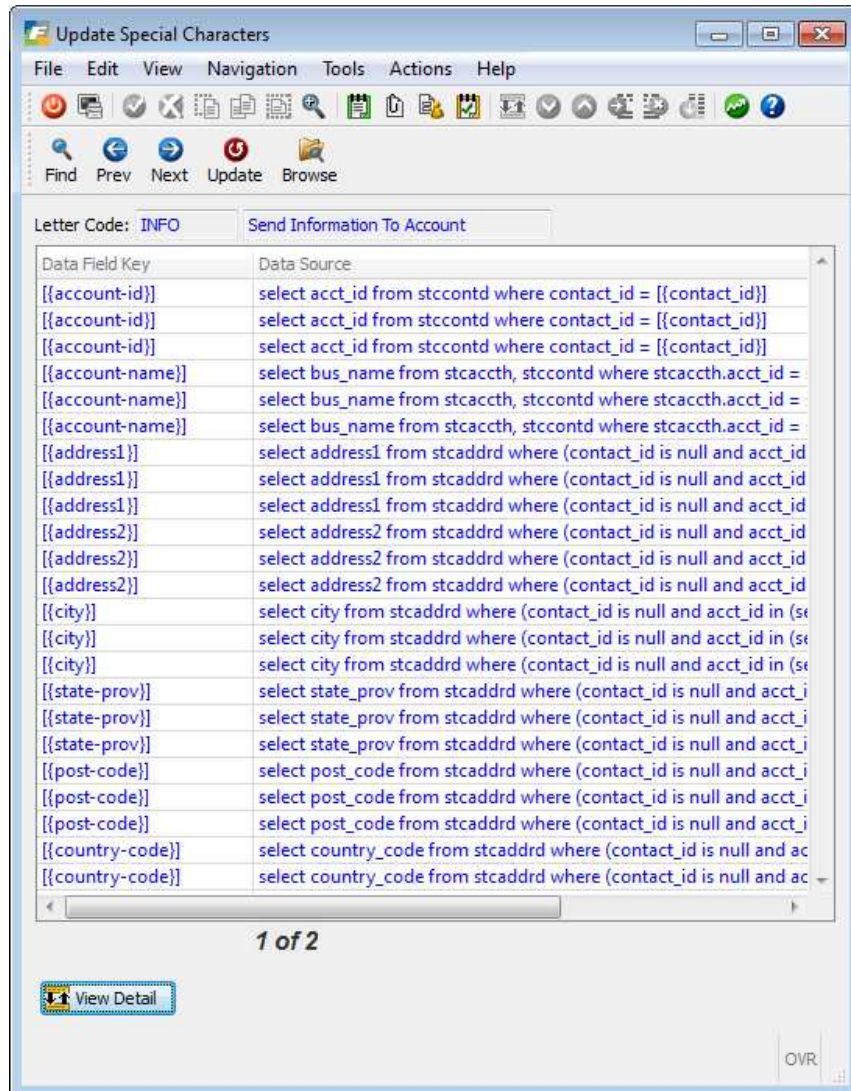 Update Special Characters
File Edit View Navigation Tools Actions Help
Find Prev Next Update Browse
Letter Code: INFO Send Information To Account
Data Field Key Data Source
[{account-id}] select acct_id from stccontd where contact_id = [{contact_id}]
[{account-id}] select acct_id from stccontd where contact_id = [{contact_id}]
[{account-id}] select acct_id from stccontd where contact_id = [{contact_id}]
[{account-name}] select bus_name from stcaccth, stccontd where stcaccth.acct_id =
[{account-name}] select bus_name from stcaccth, stccontd where stcaccth.acct_id =
[{account-name}] select bus_name from stcaccth, stccontd where stcaccth.acct_id =
[{address1}] select address1 from stcaddrd where (contact_id is null and acct_id
[{address1}] select address1 from stcaddrd where (contact_id is null and acct_id
[{address1}] select address1 from stcaddrd where (contact_id is null and acct_id
[{address2}] select address2 from stcaddrd where (contact_id is null and acct_id
[{address2}] select address2 from stcaddrd where (contact_id is null and acct_id
[{address2}] select address2 from stcaddrd where (contact_id is null and acct_id
[{city}] select city from stcaddrd where (contact_id is null and acct_id in (se
[{city}] select city from stcaddrd where (contact_id is null and acct_id in (se
[{city}] select city from stcaddrd where (contact_id is null and acct_id in (se
[{state-prov}] select state_prov from stcaddrd where (contact_id is null and acct_i
[{state-prov}] select state_prov from stcaddrd where (contact_id is null and acct_i
[{state-prov}] select state_prov from stcaddrd where (contact_id is null and acct_i
[{post-code}] select post_code from stcaddrd where (contact_id is null and acct_i
[{post-code}] select post_code from stcaddrd where (contact_id is null and acct_i
[{post-code}] select post_code from stcaddrd where (contact_id is null and acct_i
[{country-code}] select country_code from stcaddrd where (contact_id is null and ac
[{country-code}] select country_code from stcaddrd where (contact_id is null and ac
1 of 2
View Detail
OVR